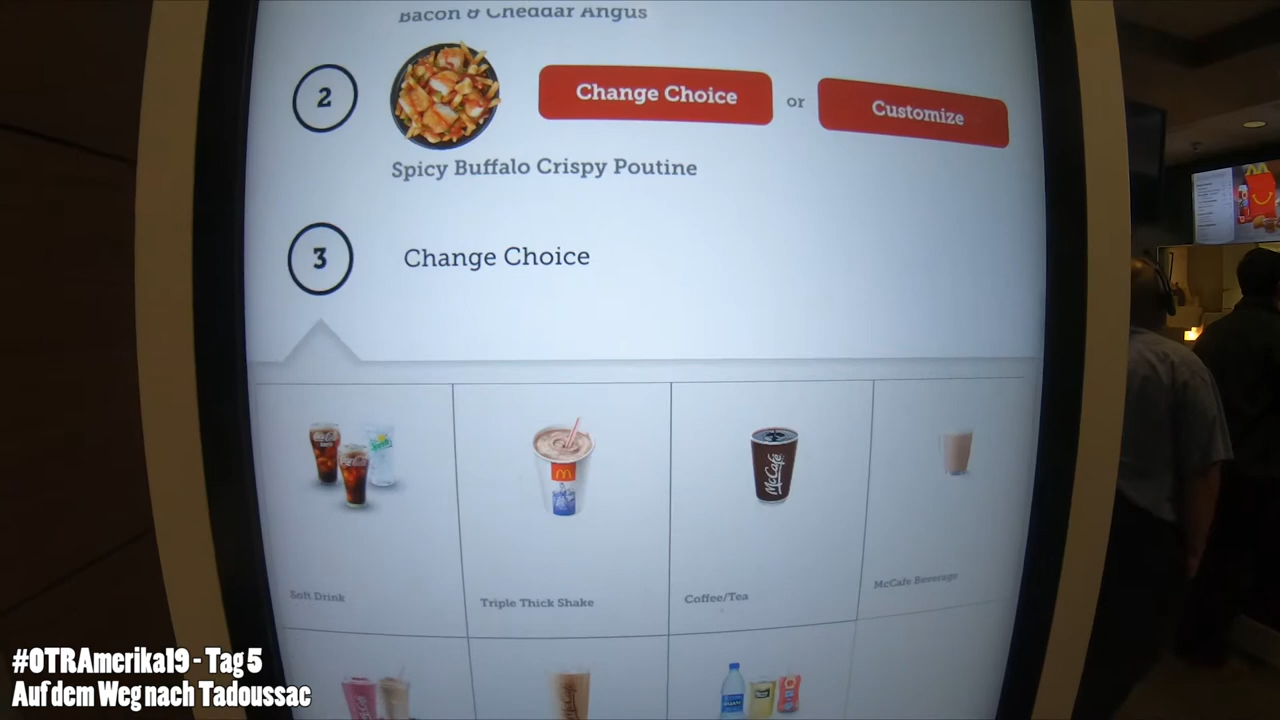 Bacon & Cheddar Angus
2
Change Choice
or
Customize
Spicy Buffalo Crispy Poutine
3
Change Choice
McCafé
Soft Drink
Triple Thick Shake
Coffee/Tea
McCafe Beverage
#OTRAmerika19 - Tag 5
Auf dem Weg nach Tadoussac